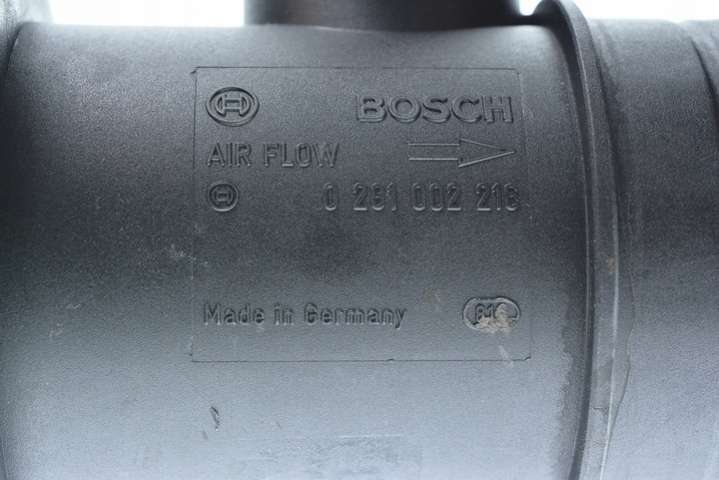 BOSCH
AIR FLOW
0 281 002 216
Made in Germany